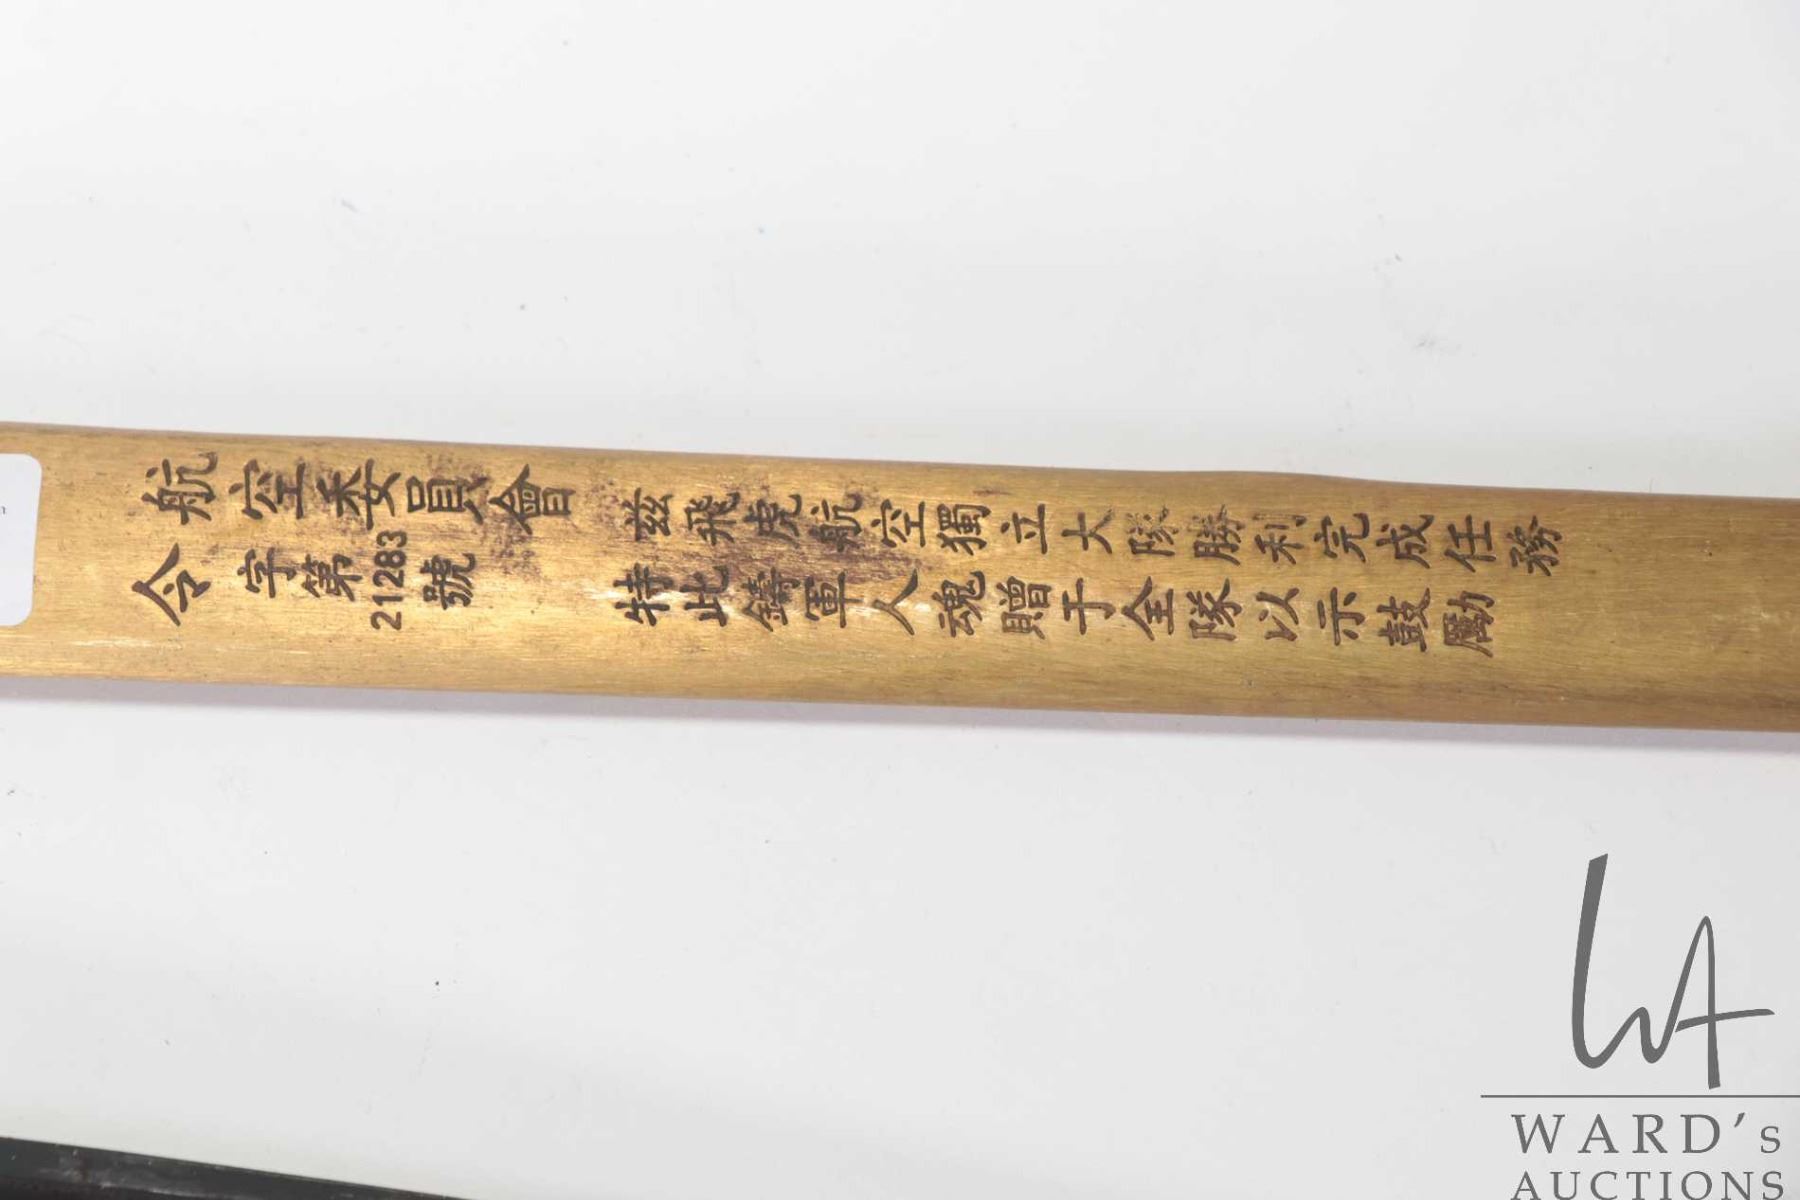 航空委員會
令字第21283號
茲飛虎航空獨立大隊勝利完成任務
特此鑄軍人魂贈于全隊以示鼓勵
WARD's
AUCTIONS